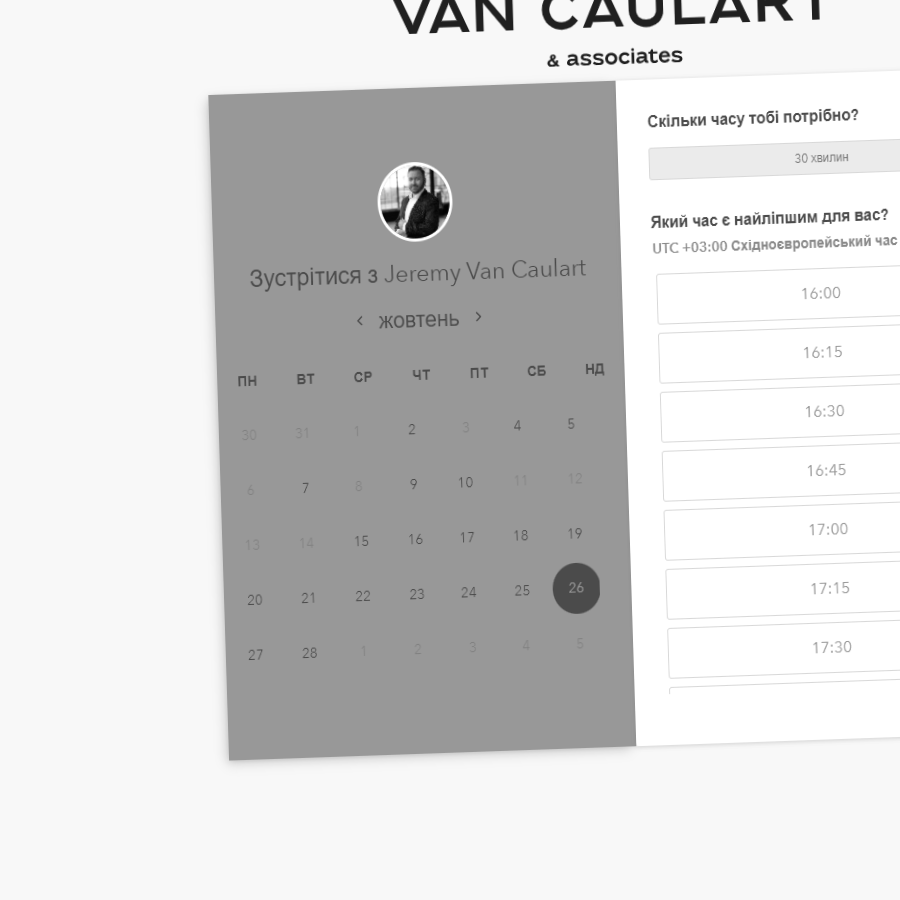 VAN CAULART
& associates
Зустрітися з Jeremy Van Caulart
< жовтень >
ПН ВТ СР ЧТ ПТ СБ НД
30 31 1 2 3 4 5
6 7 8 9 10 11 12
13 14 15 16 17 18 19
20 21 22 23 24 25 26
27 28 1 2 3 4 5
Скільки часу тобі потрібно?
30 хвилин
Який час є найліпшим для вас?
UTC +03:00 Східноєвропейський час
16:00
16:15
16:30
16:45
17:00
17:15
17:30